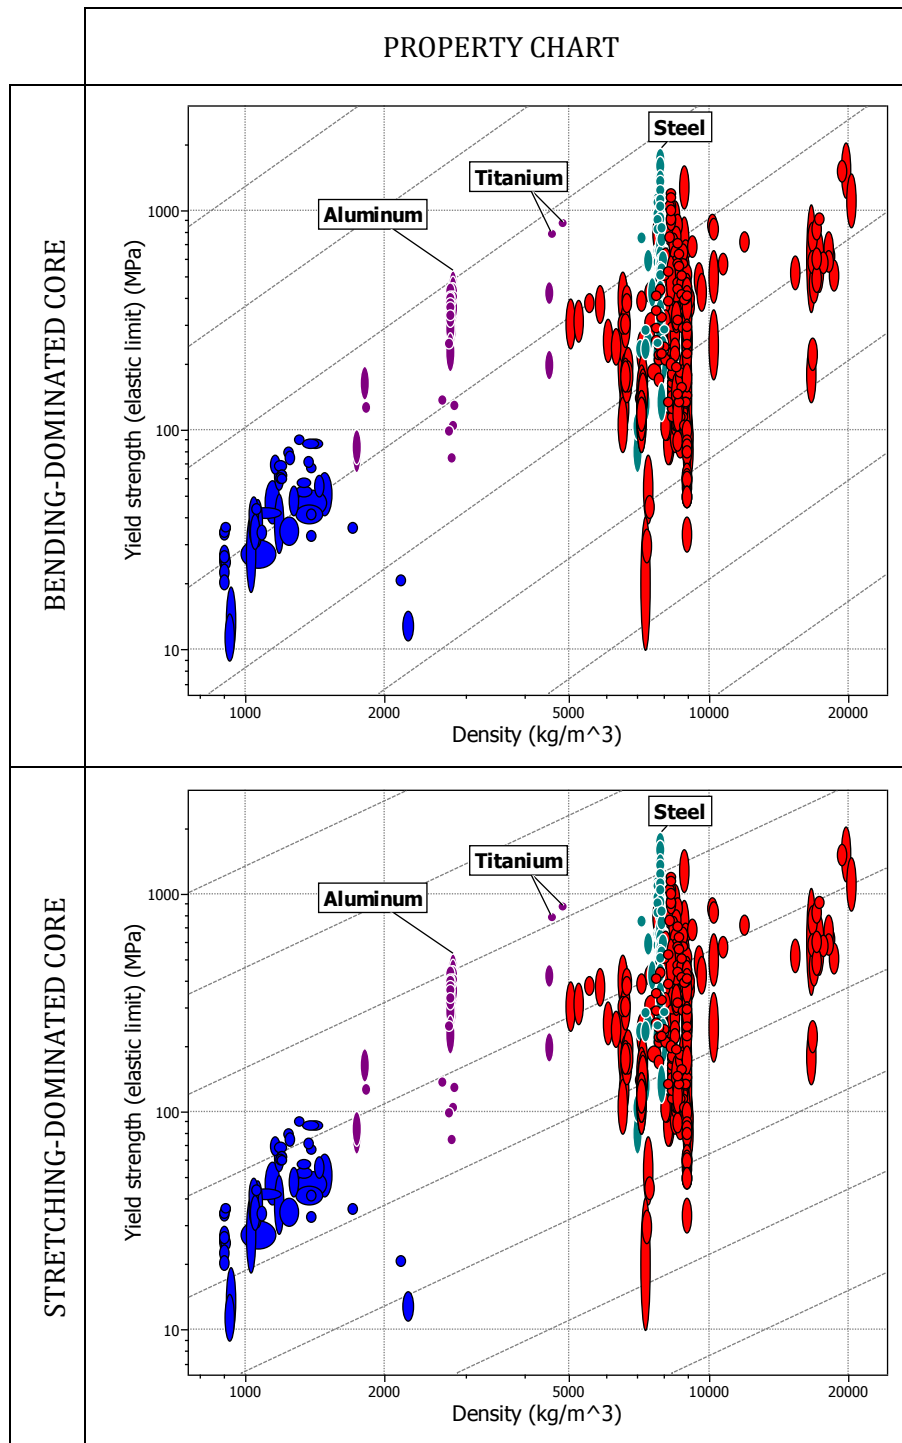 PROPERTY CHART
BENDING-DOMINATED CORE
Yield strength (elastic limit) (MPa)
1000
100
10
Steel
Titanium
Aluminum
1000
2000
5000
10000
20000
Density (kg/m^3)
STRETCHING-DOMINATED CORE
Yield strength (elastic limit) (MPa)
1000
100
10
Steel
Titanium
Aluminum
1000
2000
5000
10000
20000
Density (kg/m^3)